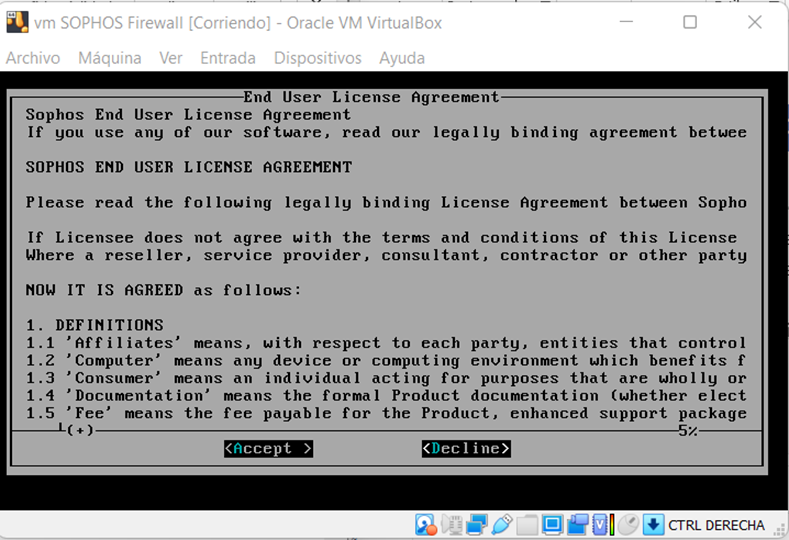 vm SOPHOS Firewall [Corriendo] - Oracle VM VirtualBox
Archivo Máquina Ver Entrada Dispositivos Ayuda
End User License Agreement
Sophos End User License Agreement
If you use any of our software, read our legally binding agreement betwee
SOPHOS END USER LICENSE AGREEMENT
Please read the following legally binding License Agreement between Sopho
If Licensee does not agree with the terms and conditions of this License
Where a reseller, service provider, consultant, contractor or other party
NOW IT IS AGREED as follows:
1. DEFINITIONS
1.1 'Affiliates' means, with respect to each party, entities that control
1.2 'Computer' means any device or computing environment which benefits f
1.3 'Consumer' means an individual acting for purposes that are wholly or
1.4 'Documentation' means the formal Product documentation (whether elect
1.5 'Fee' means the fee payable for the Product, enhanced support package
(+) 5%
<Accept > <Decline>
CTRL DERECHA